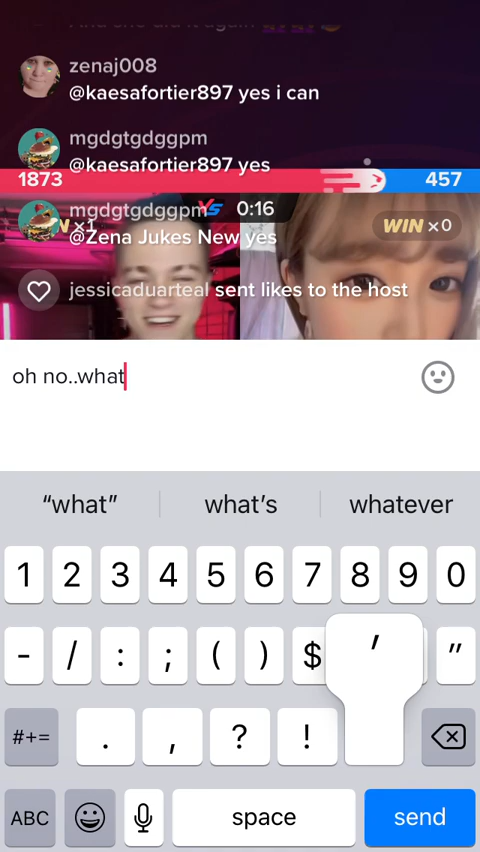 zenaj008
@kaesafortier897 yes i can
mgdgtgdggpm
@kaesafortier897 yes
1873
457
mgdgtgdggpm
0:16
×1
WIN ×0
@Zena Jukes New yes
jessicaduarteal sent likes to the host
oh no..what
“what” what’s whatever
1 2 3 4 5 6 7 8 9 0
- / : ; ( ) $ ’ ”
#+= . , ? !
ABC space send